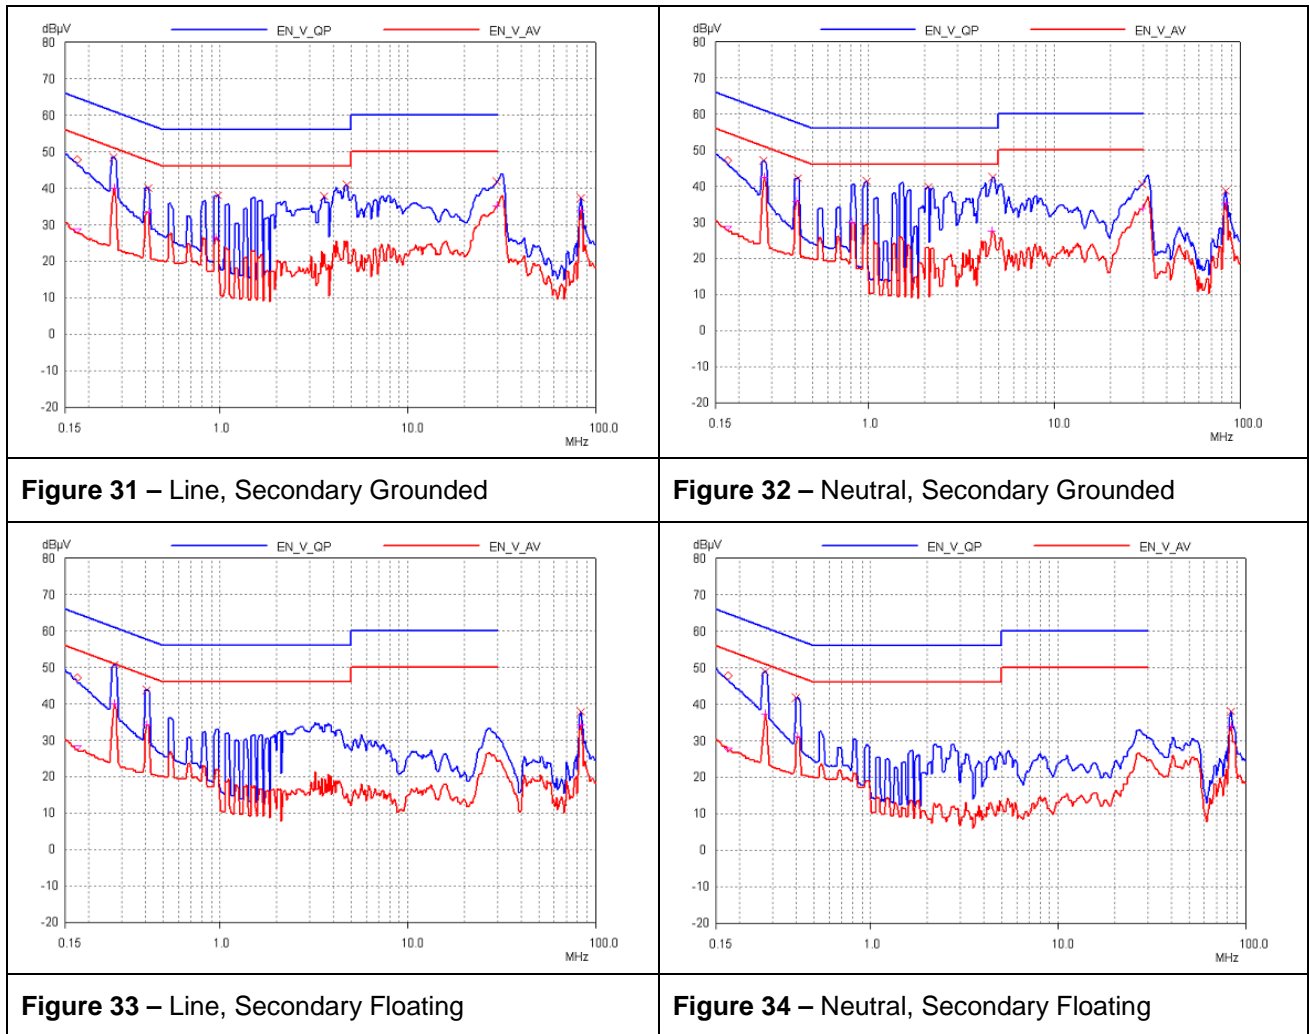 dBµV
EN_V_QP EN_V_AV
80
70
60
50
40
30
20
10
0
-10
-20
0.15 1.0 10.0 100.0
MHz
Figure 31 – Line, Secondary Grounded
dBµV
EN_V_QP EN_V_AV
80
70
60
50
40
30
20
10
0
-10
-20
0.15 1.0 10.0 100.0
MHz
Figure 32 – Neutral, Secondary Grounded
dBµV
EN_V_QP EN_V_AV
80
70
60
50
40
30
20
10
0
-10
-20
0.15 1.0 10.0 100.0
MHz
Figure 33 – Line, Secondary Floating
dBµV
EN_V_QP EN_V_AV
80
70
60
50
40
30
20
10
0
-10
-20
0.15 1.0 10.0 100.0
MHz
Figure 34 – Neutral, Secondary Floating